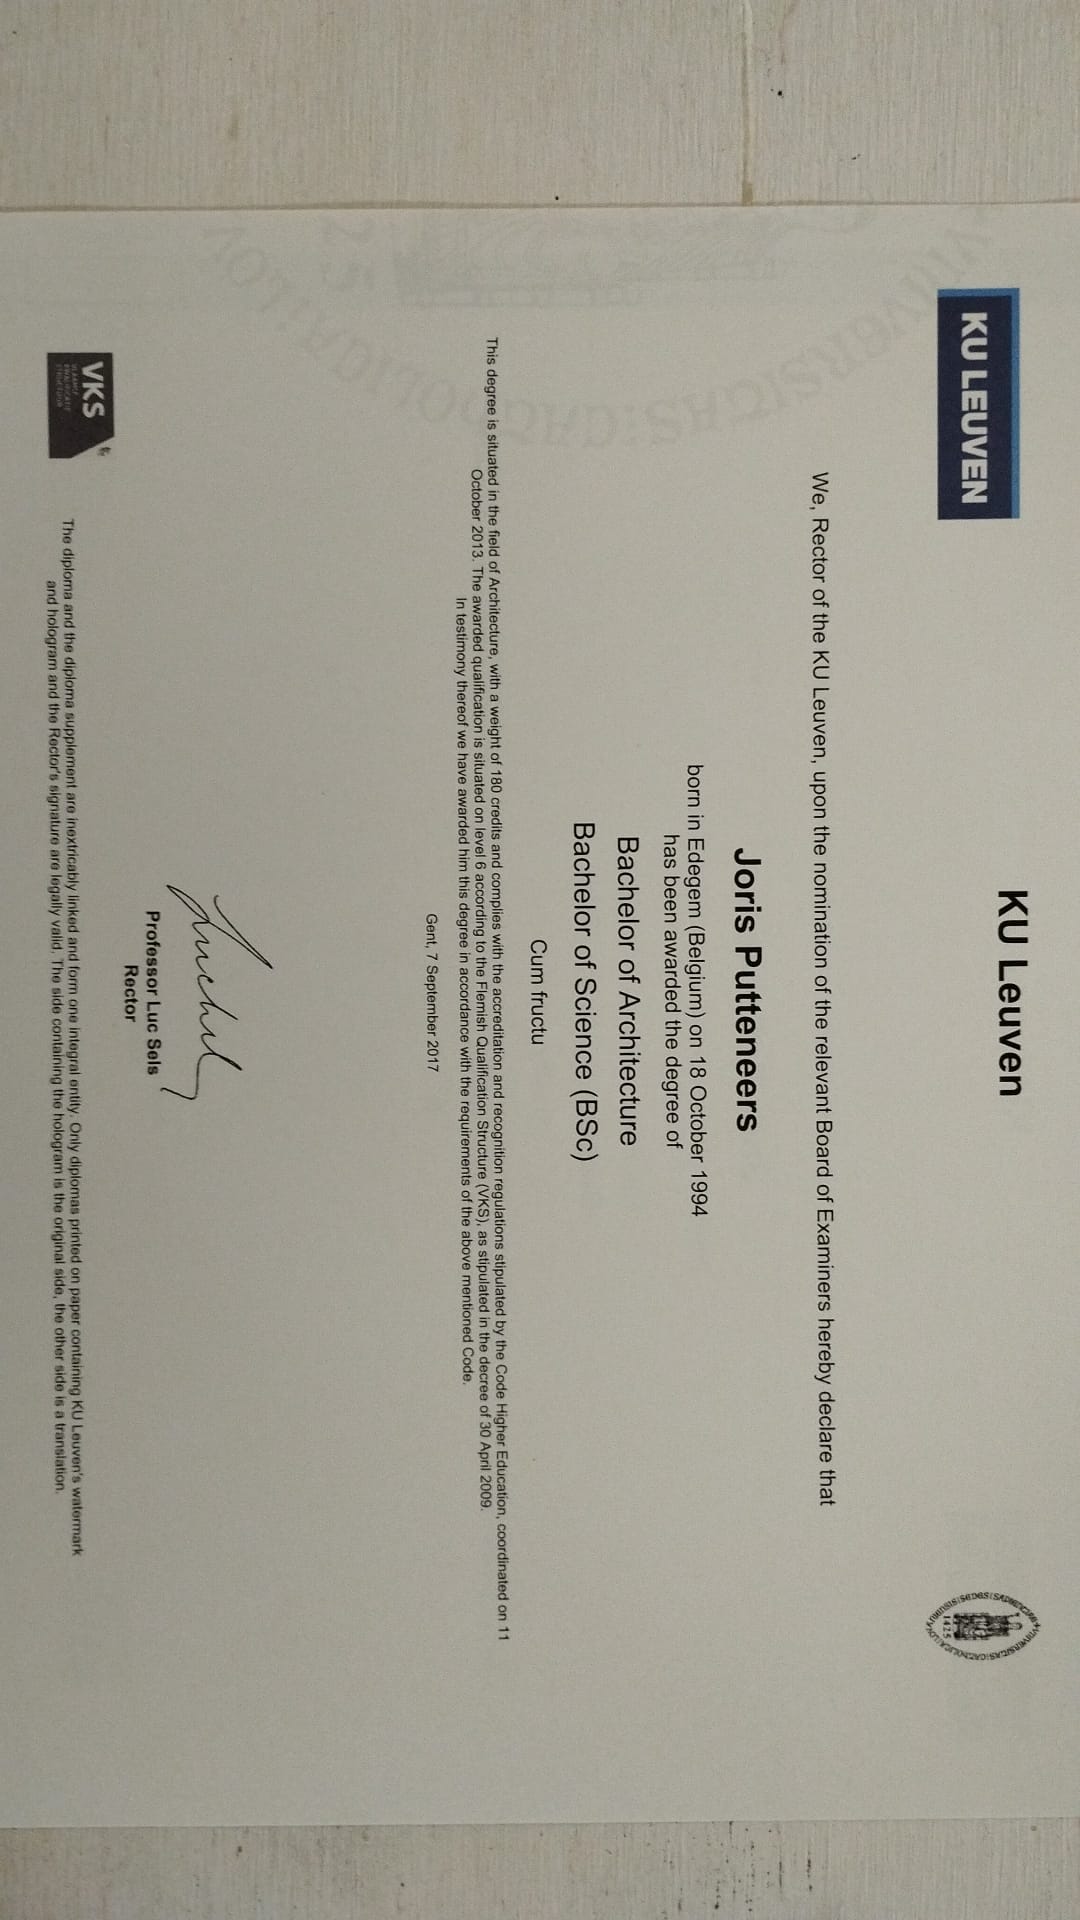 KU LEUVEN
KU Leuven
1425
We, Rector of the KU Leuven, upon the nomination of the relevant Board of Examiners hereby declare that
Joris Putteneers
born in Edegem (Belgium) on 18 October 1994
has been awarded the degree of
Bachelor of Architecture
Bachelor of Science (BSc)
Cum fructu
This degree is situated in the field of Architecture, with a weight of 180 credits and complies with the accreditation and recognition regulations stipulated by the Code Higher Education, coordinated on 11
October 2013. The awarded qualification is situated on level 6 according to the Flemish Qualification Structure (VKS), as stipulated in the decree of 30 April 2009.
In testimony thereof we have awarded him this degree in accordance with the requirements of the above mentioned Code.
Gent, 7 September 2017
Professor Luc Sels
Rector
VKS
VLAAMSE
KWALIFICATIE
STRUCTUUR
The diploma and the diploma supplement are inextricably linked and form one integral entity. Only diplomas printed on paper containing KU Leuven's watermark
and hologram and the Rector's signature are legally valid. The side containing the hologram is the original side, the other side is a translation.